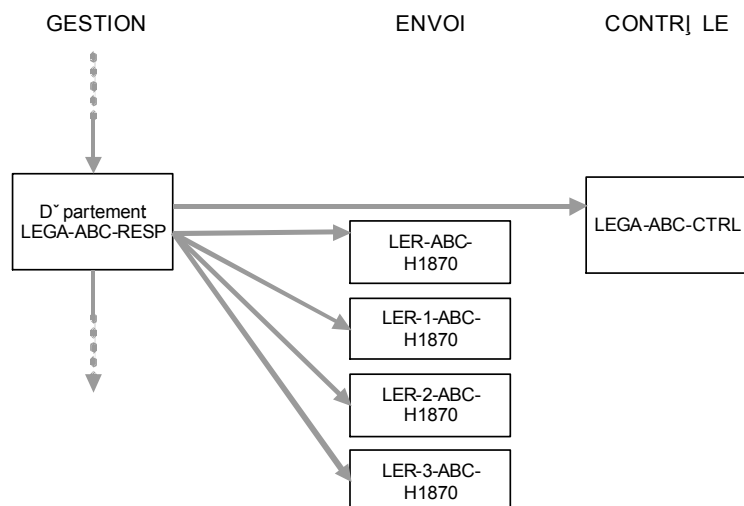 GESTION ENVOI CONTRĮ LE
Dˇ partement
LEGA-ABC-RESP
LEGA-ABC-CTRL
LER-ABC-
H1870
LER-1-ABC-
H1870
LER-2-ABC-
H1870
LER-3-ABC-
H1870